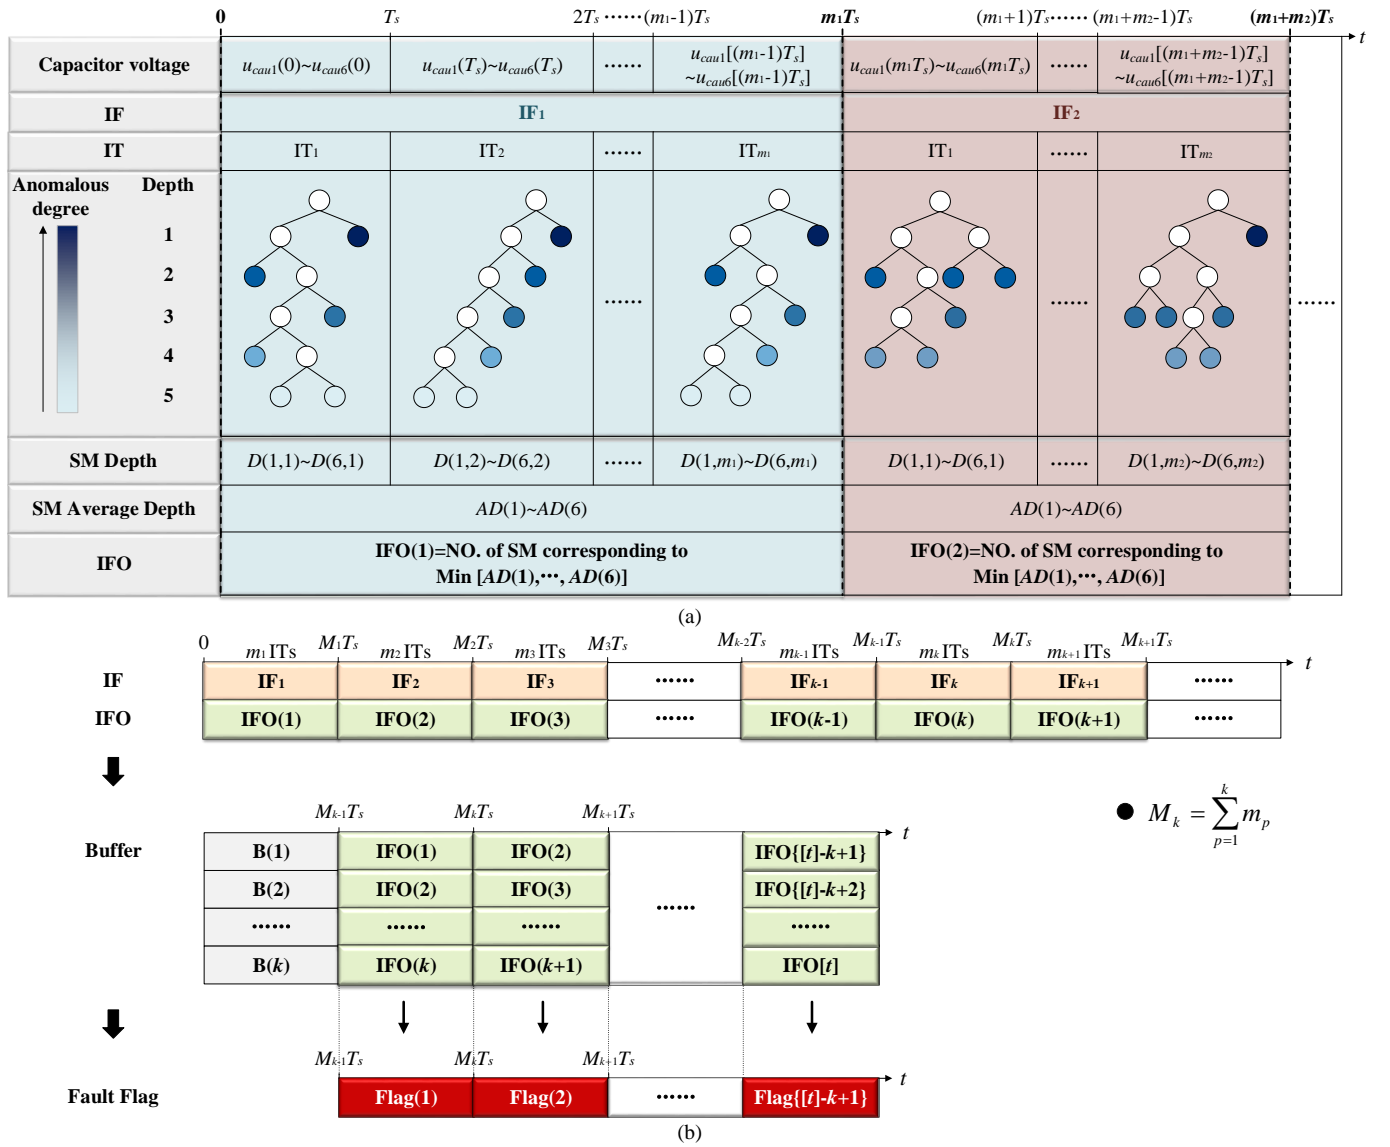 0 Ts 2Ts ······(m1-1)Ts m1Ts (m1+1)Ts······(m1+m2-1)Ts (m1+m2)Ts
t
Capacitor voltage ucau1(0)~ucau6(0) ucau1(Ts)~ucau6(Ts) ······ ucau1[(m1-1)Ts] ~ucau6[(m1-1)Ts] ucau1(m1Ts)~ucau6(m1Ts) ······ ucau1[(m1+m2-1)Ts] ~ucau6[(m1+m2-1)Ts]
IF IF1 IF2
IT IT1 IT2 ······ ITm1 IT1 ······ ITm2
Anomalous degree Depth
1
2
3
4
5
······ ······ ······
SM Depth D(1,1)~D(6,1) D(1,2)~D(6,2) ······ D(1,m1)~D(6,m1) D(1,1)~D(6,1) ······ D(1,m2)~D(6,m2)
SM Average Depth AD(1)~AD(6) AD(1)~AD(6)
IFO IFO(1)=NO. of SM corresponding to Min [AD(1),···, AD(6)] IFO(2)=NO. of SM corresponding to Min [AD(1),···, AD(6)]
(a)
0 M1Ts M2Ts M3Ts Mk-2Ts Mk-1Ts MkTs Mk+1Ts
m1 ITs m2 ITs m3 ITs mk-1 ITs mk ITs mk+1 ITs t
IF IF1 IF2 IF3 ······ IFk-1 IFk IFk+1 ······
IFO IFO(1) IFO(2) IFO(3) ······ IFO(k-1) IFO(k) IFO(k+1) ······
Mk-1Ts MkTs Mk+1Ts t
Mk = ∑ k p=1 mp
Buffer B(1) IFO(1) IFO(2) IFO{[t]-k+1}
B(2) IFO(2) IFO(3) ······ IFO{[t]-k+2}
······ ······ ······ ······
B(k) IFO(k) IFO(k+1) IFO[t]
Mk-1Ts MkTs Mk+1Ts t
Fault Flag Flag(1) Flag(2) ······ Flag{[t]-k+1}
(b)